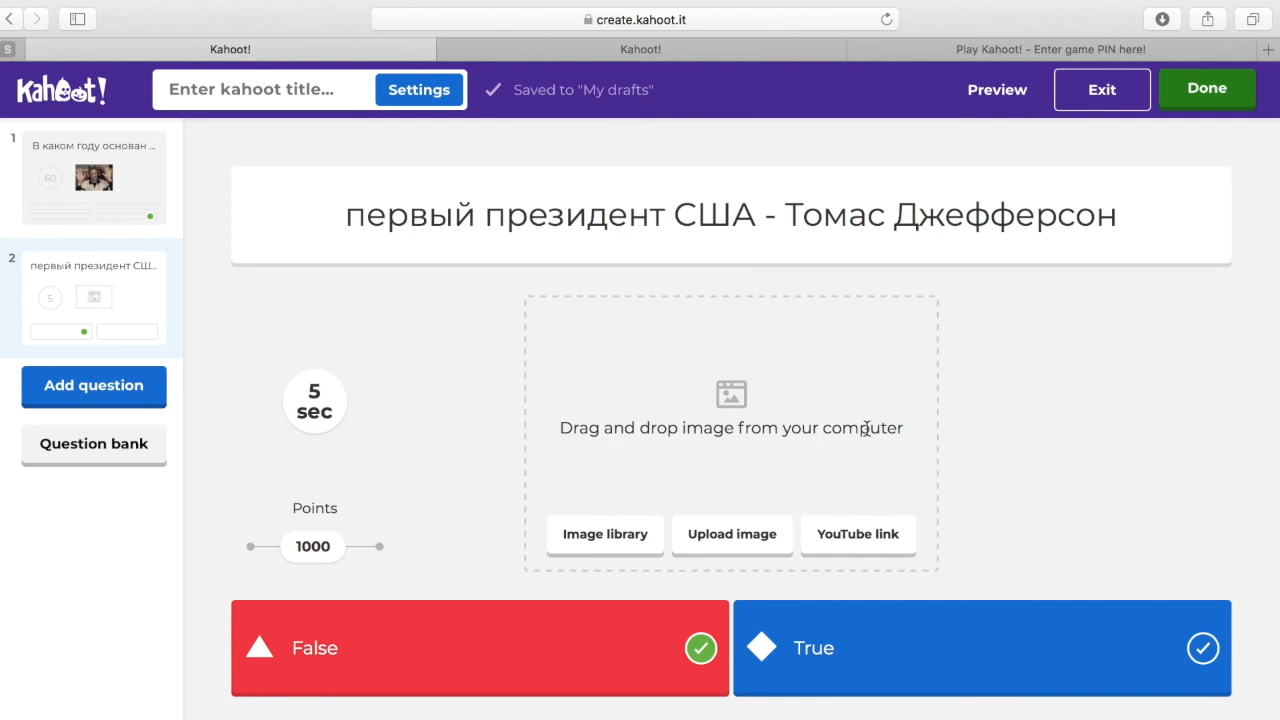 create.kahoot.it
S
Kahoot!
Kahoot!
Play Kahoot! - Enter game PIN here!
Kahoot!
Enter kahoot title...
Settings
Saved to "My drafts"
Preview
Exit
Done
1
В каком году основан ...
60
2
первый президент СШ...
5
Add question
Question bank
первый президент США - Томас Джефферсон
5
sec
Points
1000
Drag and drop image from your computer
Image library
Upload image
YouTube link
False
True